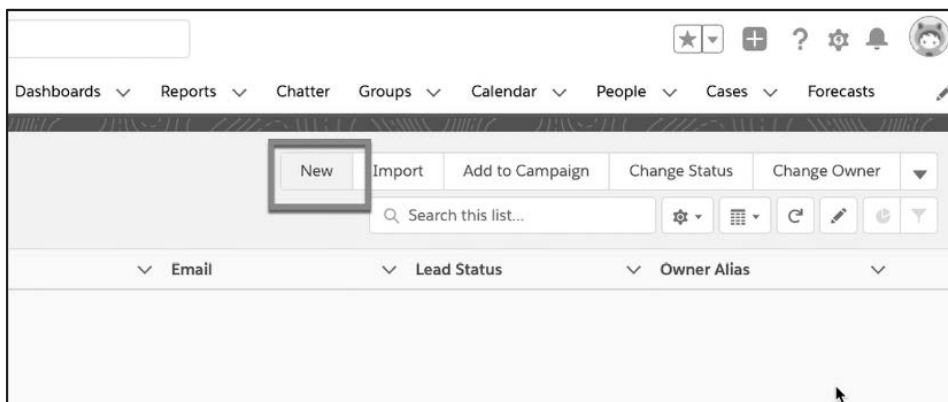 Dashboards Reports Chatter Groups Calendar People Cases Forecasts
New Import Add to Campaign Change Status Change Owner
Search this list...
Email Lead Status Owner Alias